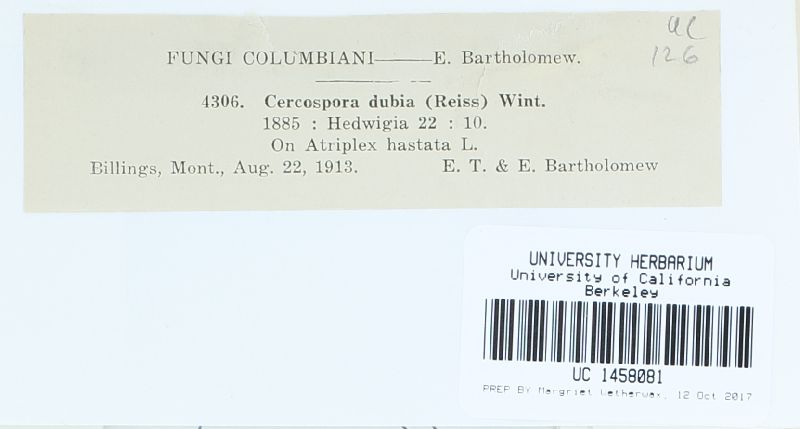 UC
126
FUNGI COLUMBIANI——E. Bartholomew.
4306. Cercospora dubia (Reiss) Wint.
1885 : Hedwigia 22 : 10.
On Atriplex hastata L.
Billings, Mont., Aug. 22, 1913. E. T. & E. Bartholomew
UNIVERSITY HERBARIUM
University of California
Berkeley
UC 1458081
PREP BY Margriet Wetherwax, 12 Oct 2017